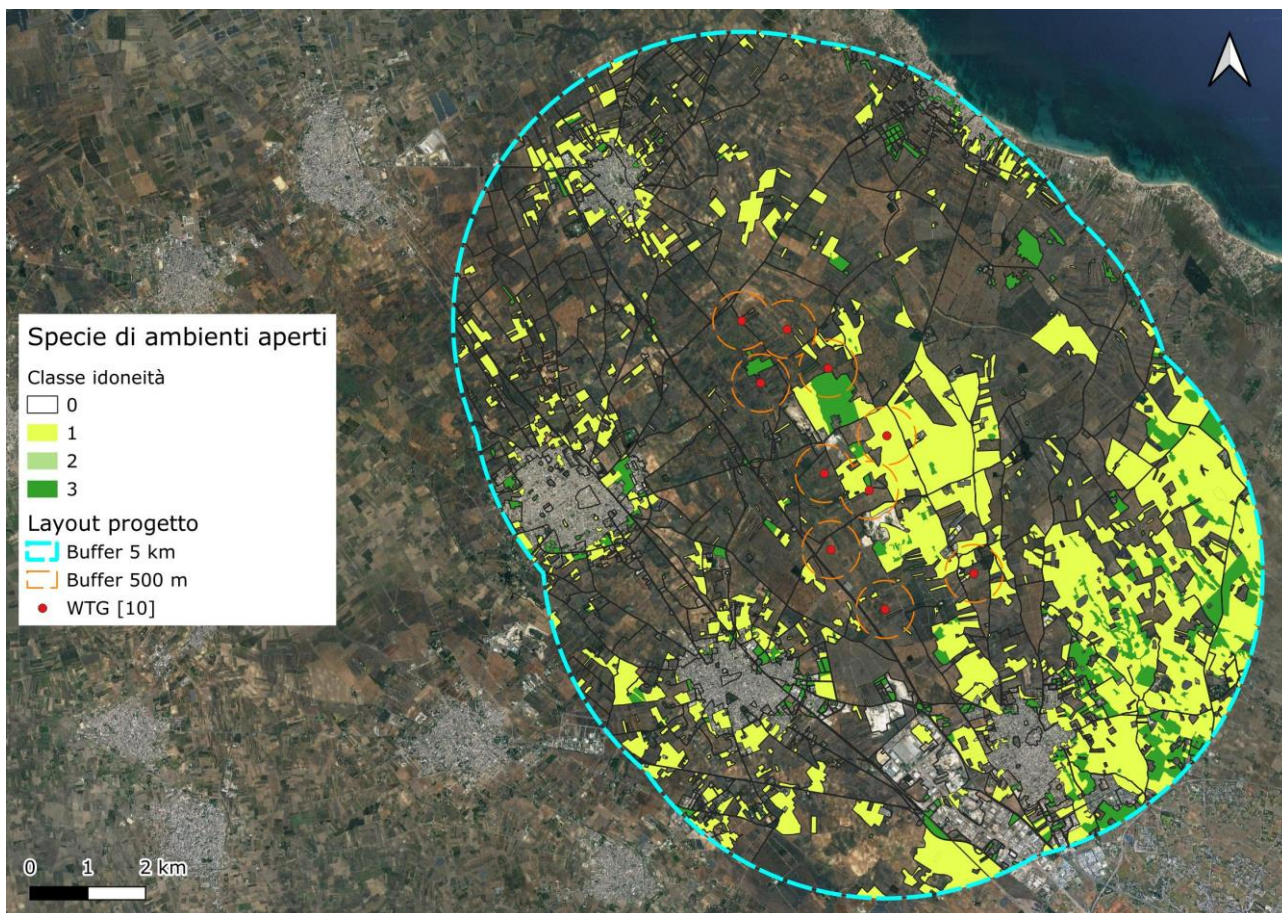 Specie di ambienti aperti
Classe idoneità
0
1
2
3
Layout progetto
Buffer 5 km
Buffer 500 m
WTG [10]
0 1 2 km